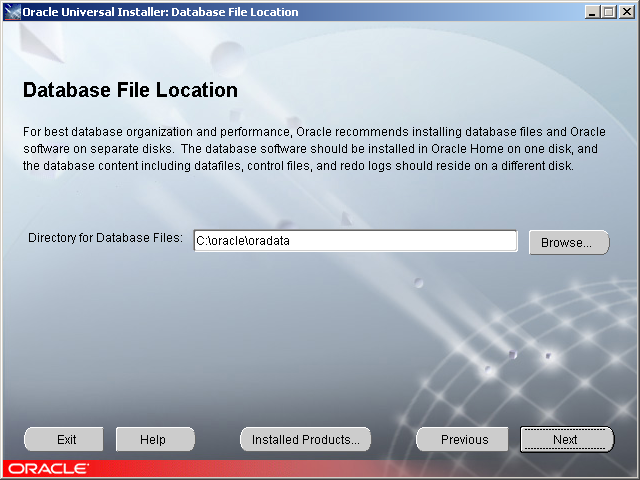 Oracle Universal Installer: Database File Location
Database File Location
For best database organization and performance, Oracle recommends installing database files and Oracle
software on separate disks. The database software should be installed in Oracle Home on one disk, and
the database content including datafiles, control files, and redo logs should reside on a different disk.
Directory for Database Files: C:\oracle\oradata Browse...
Exit Help Installed Products... Previous Next
ORACLE